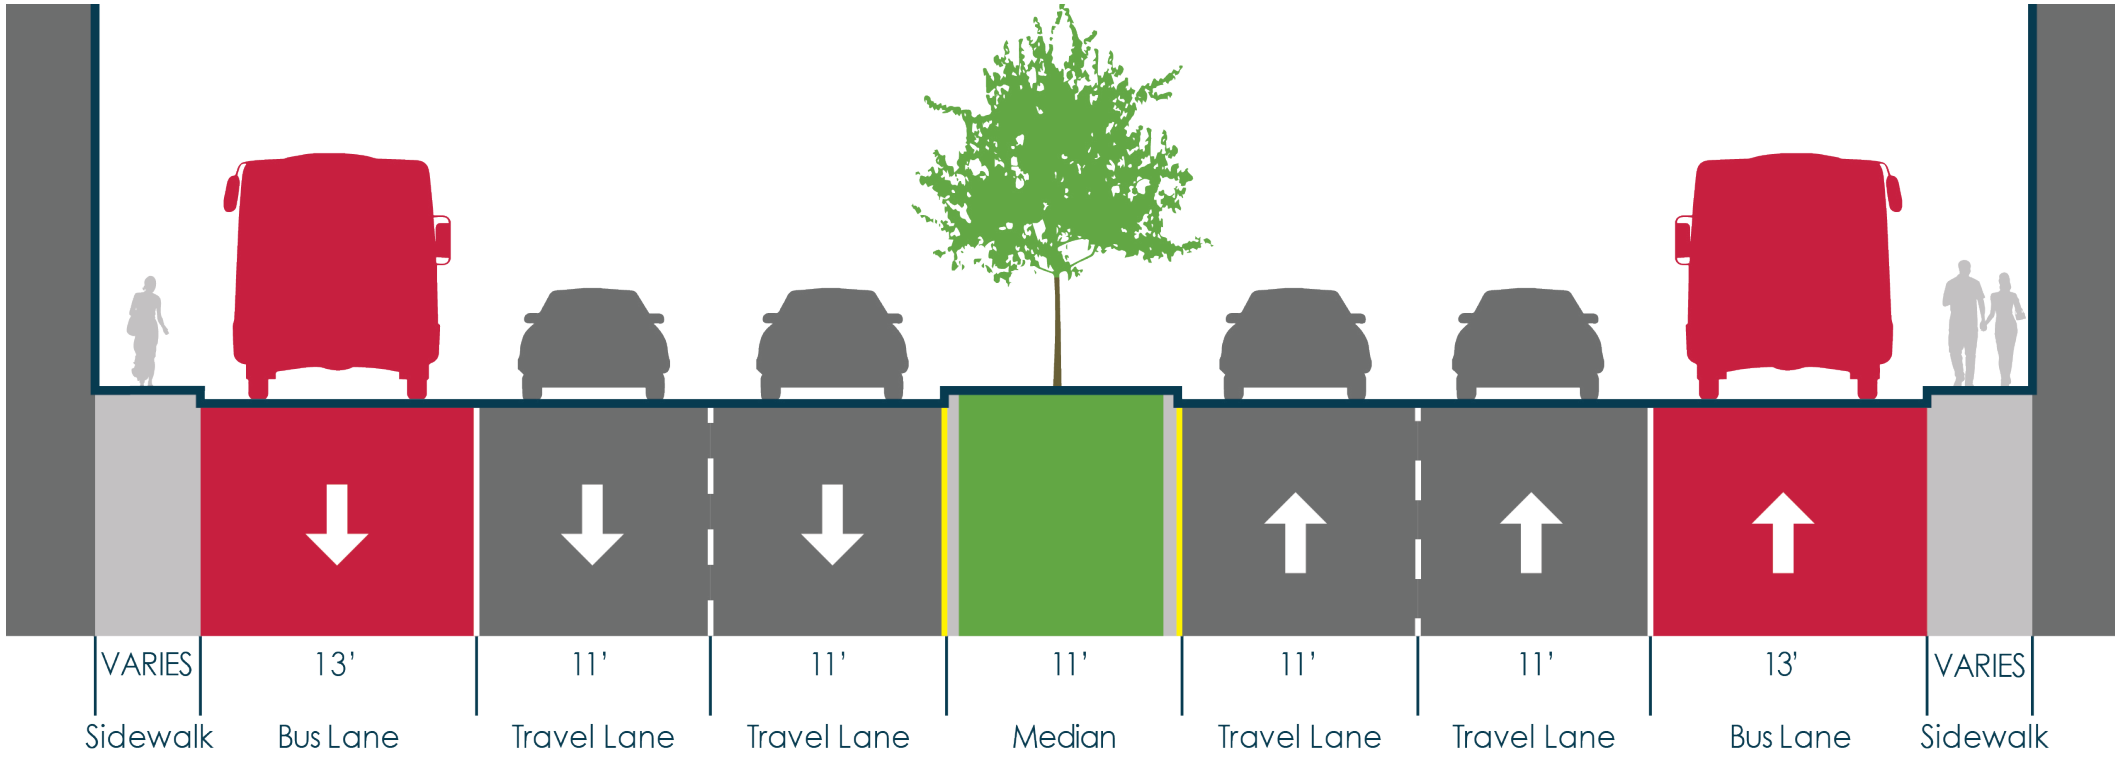 VARIES 13’ 11’ 11’ 11’ 11’ 11’ 13’ VARIES
Sidewalk Bus Lane Travel Lane Travel Lane Median Travel Lane Travel Lane Bus Lane Sidewalk